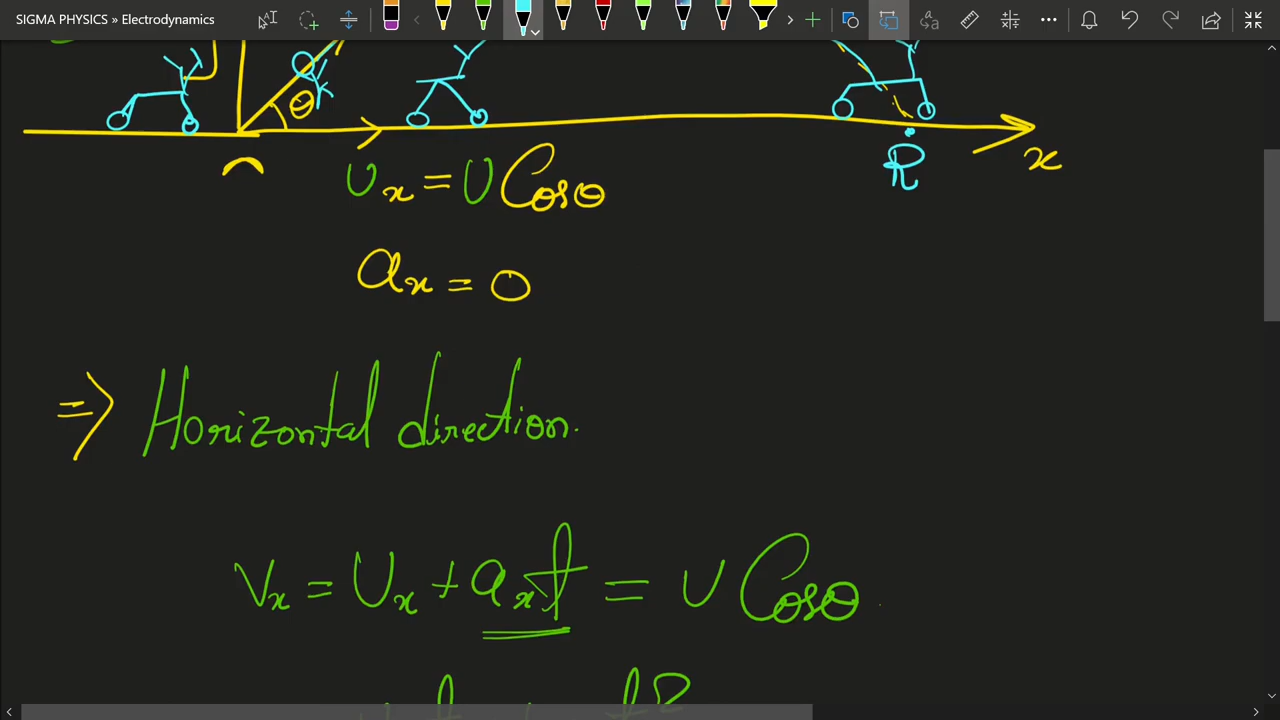 SIGMA PHYSICS » Electrodynamics
θ
x
R
Ux = U Cosθ
ax = 0
⇒ Horizontal direction.
Vx = Ux + axt = U Cosθ